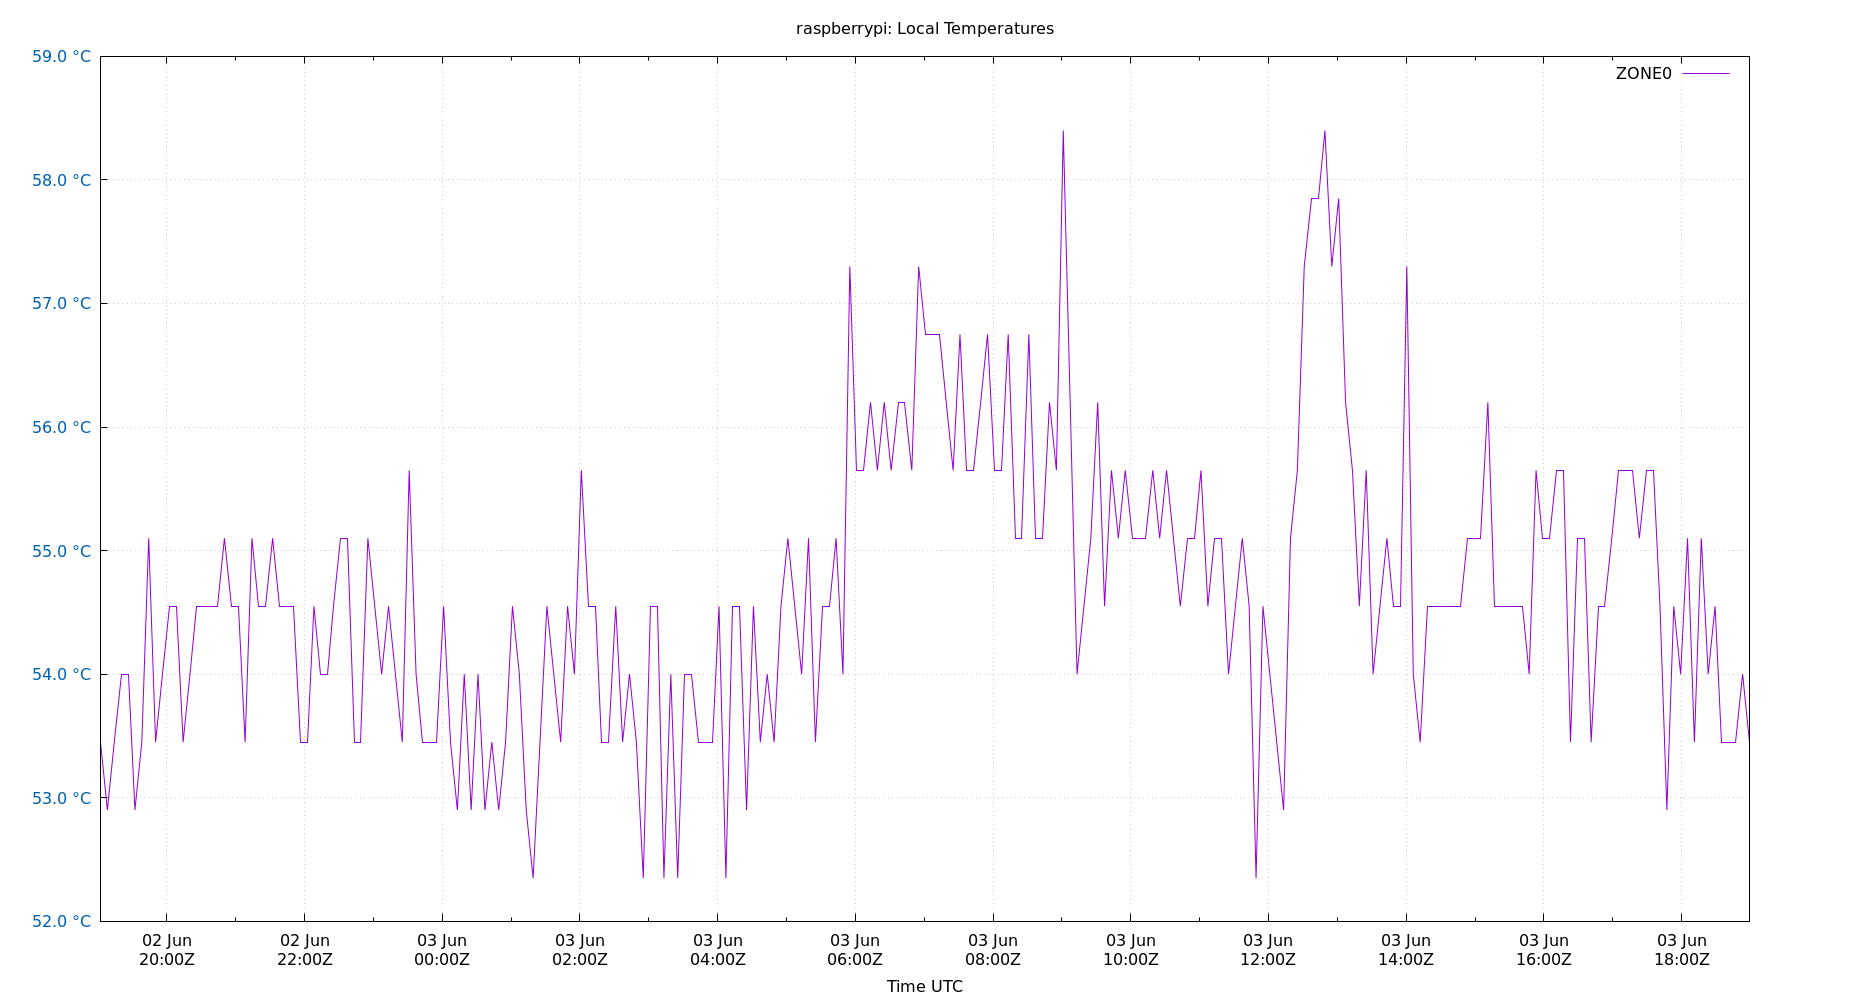 raspberrypi: Local Temperatures
59.0 °C
ZONE0
58.0 °C
57.0 °C
56.0 °C
55.0 °C
54.0 °C
53.0 °C
52.0 °C
02 Jun 02 Jun 03 Jun 03 Jun 03 Jun 03 Jun 03 Jun 03 Jun 03 Jun 03 Jun 03 Jun 03 Jun
20:00Z 22:00Z 00:00Z 02:00Z 04:00Z 06:00Z 08:00Z 10:00Z 12:00Z 14:00Z 16:00Z 18:00Z
Time UTC